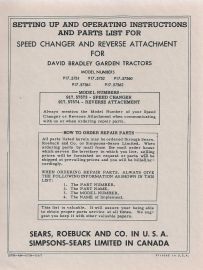 SETTING UP AND OPERATING INSTRUCTIONS
AND PARTS LIST FOR
SPEED CHANGER AND REVERSE ATTACHMENT
FOR
DAVID BRADLEY GARDEN TRACTORS
MODEL NUMBERS
917.5751
MODEL NUMBERS
917.57573 — SPEED CHANGER
917.57574 — REVERSE ATTACHMENT
Always mention the Model Number of your Speed
Changer or Reverse Attachment when communicating
with us or when ordering repair parts.
HOW TO ORDER REPAIR PARTS
All parts listed herein may be ordered through Sears,
Roebuck and Co. or Simpsons-Sears Limited. When
ordering parts by mail from the mail order house
which serves the territory in which you live, selling
prices will be furnished on request or parts will be
shipped at prevailing prices and you will be billed
accordingly.
WHEN ORDERING REPAIR PARTS, ALWAYS GIVE
THE FOLLOWING INFORMATION AS SHOWN IN THIS
LIST:
1. The PART NUMBER.
2. The PART NAME.
3. The MODEL NUMBER.
4. The NAME of Implement.
This list is valuable. It will assure your being able
to obtain proper parts service at all times. We suggest
you keep it with other valuable papers.
SEARS, ROEBUCK AND CO. IN U. S. A.
SIMPSONS-SEARS LIMITED IN CANADA